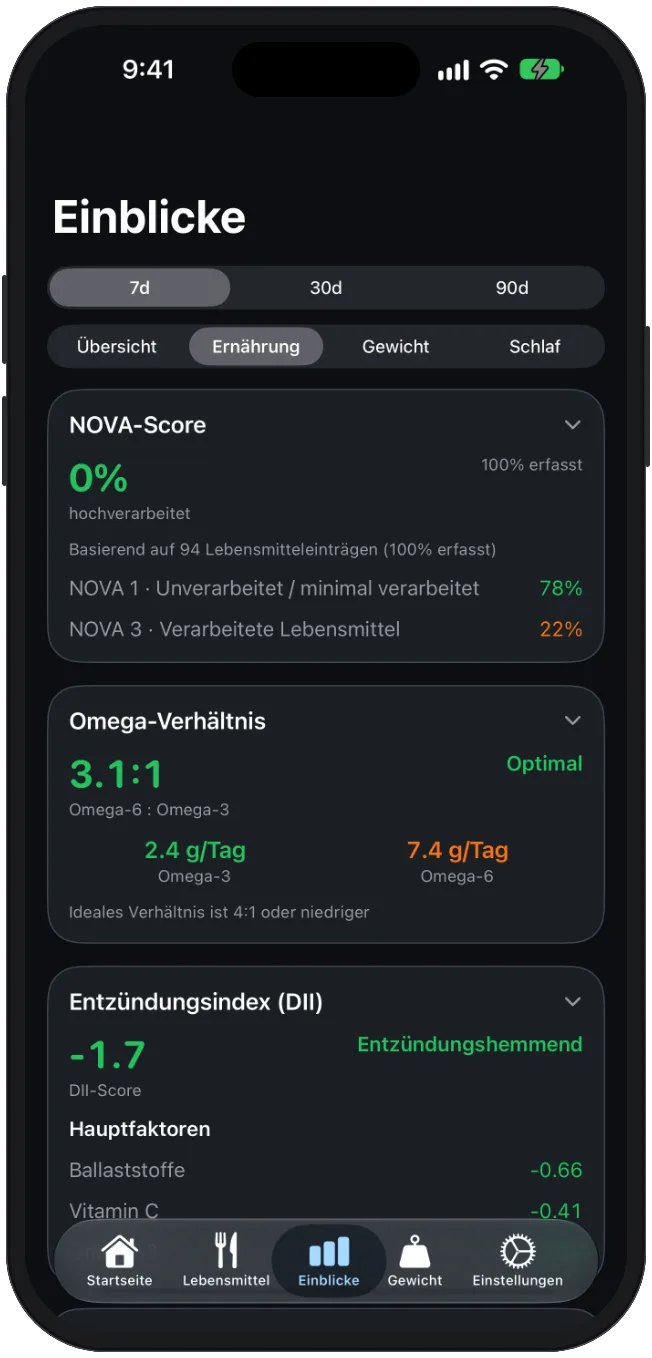 9:41
Einblicke
7d 30d 90d
Übersicht Ernährung Gewicht Schlaf
NOVA-Score
0% 100% erfasst
hochverarbeitet
Basierend auf 94 Lebensmitteleinträgen (100% erfasst)
NOVA 1 · Unverarbeitet / minimal verarbeitet 78%
NOVA 3 · Verarbeitete Lebensmittel 22%
Omega-Verhältnis
3.1:1 Optimal
Omega-6 : Omega-3
2.4 g/Tag 7.4 g/Tag
Omega-3 Omega-6
Ideales Verhältnis ist 4:1 oder niedriger
Entzündungsindex (DII)
-1.7 Entzündungshemmend
DII-Score
Hauptfaktoren
Ballaststoffe -0.66
Vitamin C -0.41
Startseite Lebensmittel Einblicke Gewicht Einstellungen